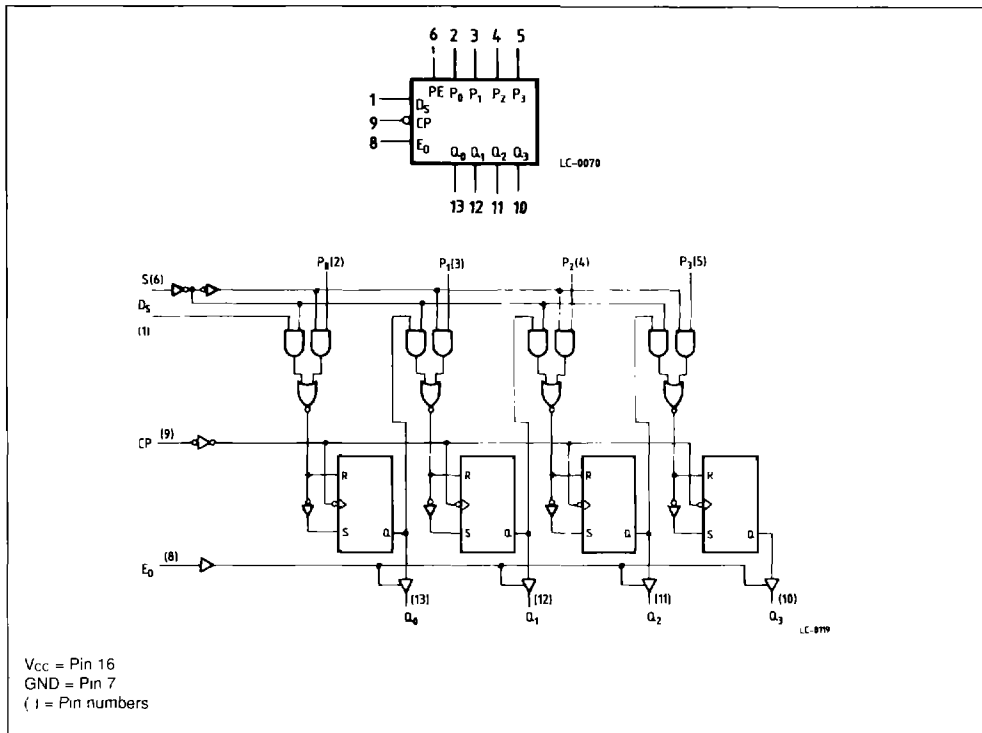 6 2 3 4 5
PE P0 P1 P2 P3
1 DS
9 CP
8 E0
Q0 Q1 Q2 Q3
LC-0070
13 12 11 10
P0(2) P1(3) P2(4) P3(5)
S(6)
DS
(1)
CP (9)
R R R R
S Q S Q S Q S Q
E0 (8)
(13) (12) (11) (10)
Q0 Q1 Q2 Q3
LC-0119
VCC = Pin 16
GND = Pin 7
( ) = Pin numbers